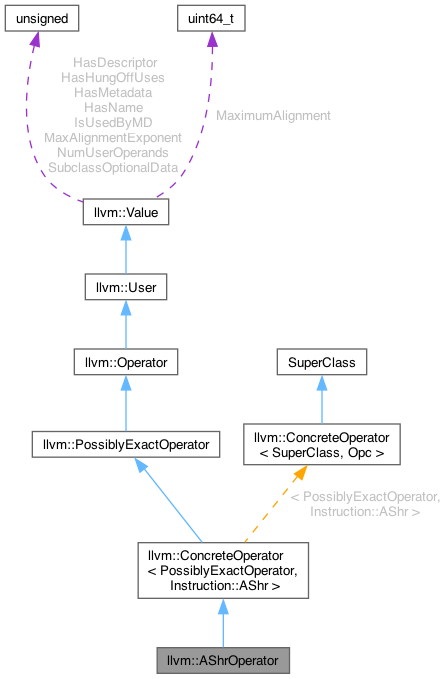 unsigned
uint64_t
HasDescriptor
HasHungOffUses
HasMetadata
HasName
IsUsedByMD
MaxAlignmentExponent
NumUserOperands
SubclassOptionalData
MaximumAlignment
llvm::Value
llvm::User
llvm::Operator
SuperClass
llvm::PossiblyExactOperator
llvm::ConcreteOperator
< SuperClass, Opc >
< PossiblyExactOperator,
Instruction::AShr >
llvm::ConcreteOperator
< PossiblyExactOperator,
Instruction::AShr >
llvm::AShrOperator